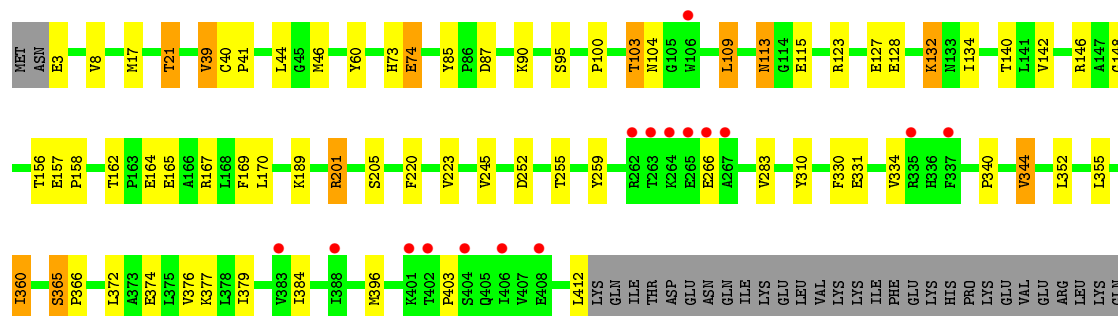 MET ASN E3 V8 M17 T21 V39 C40 P41 L44 G45 M46 Y60 H73 E74 Y85 P86 D87 K90 S95 P100 T103 N104 G105 W106 L109 N113 G114 E115 R123 E127 E128 K132 N133 I134 T140 L141 V142 R146 A147
T156 E157 P158 T162 P163 E164 E165 A166 R167 L168 F169 L170 K189 R201 S205 F220 V223 V245 D252 T255 Y259 R262 T263 K264 E265 E266 A267 V283 Y310 F330 E331 V334 R335 H336 F337 P340 V344 L352 L355
I360 S365 P366 L372 A373 E374 L375 V376 K377 L378 I379 V383 I384 I388 M396 K401 T402 P403 S404 Q405 I406 V407 E408 L412 LYS GLN ILE THR ASP GLU ASN GLN ILE LYS GLU LEU VAL LYS LYS ILE PHE GLU LYS HIS PRO LYS GLU VAL GLU ARG LEU LYS GLN